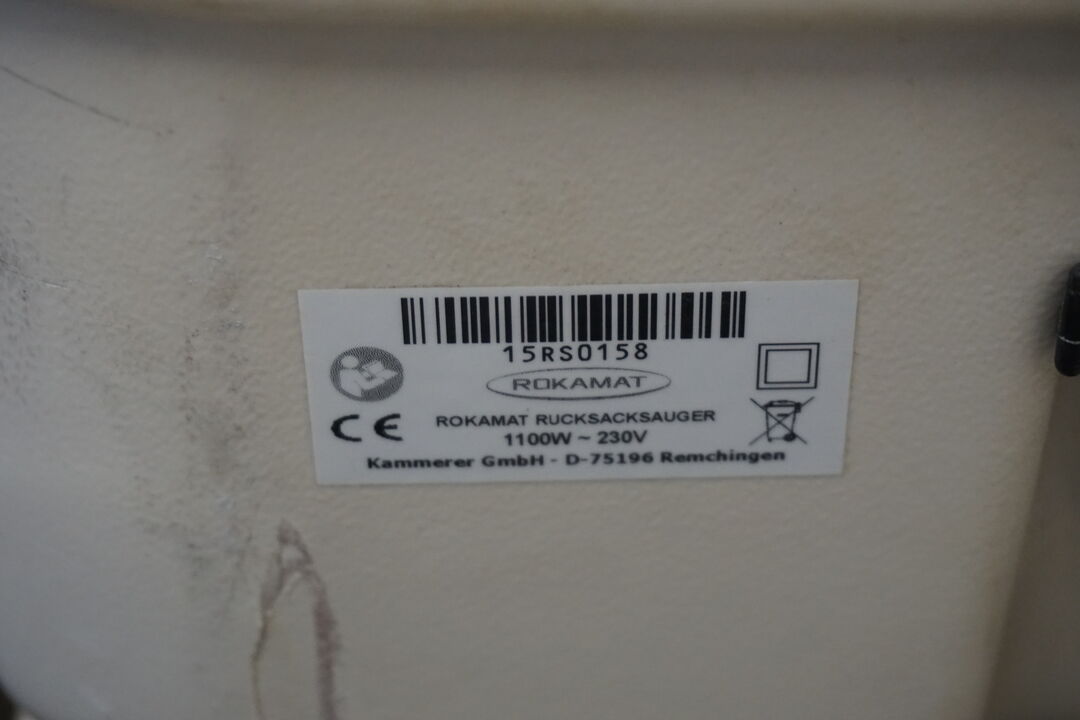 15RS0158
ROKAMAT
CE
ROKAMAT RUCKSACKSAUGER
1100W ~ 230V
Kammerer GmbH - D-75196 Remchingen